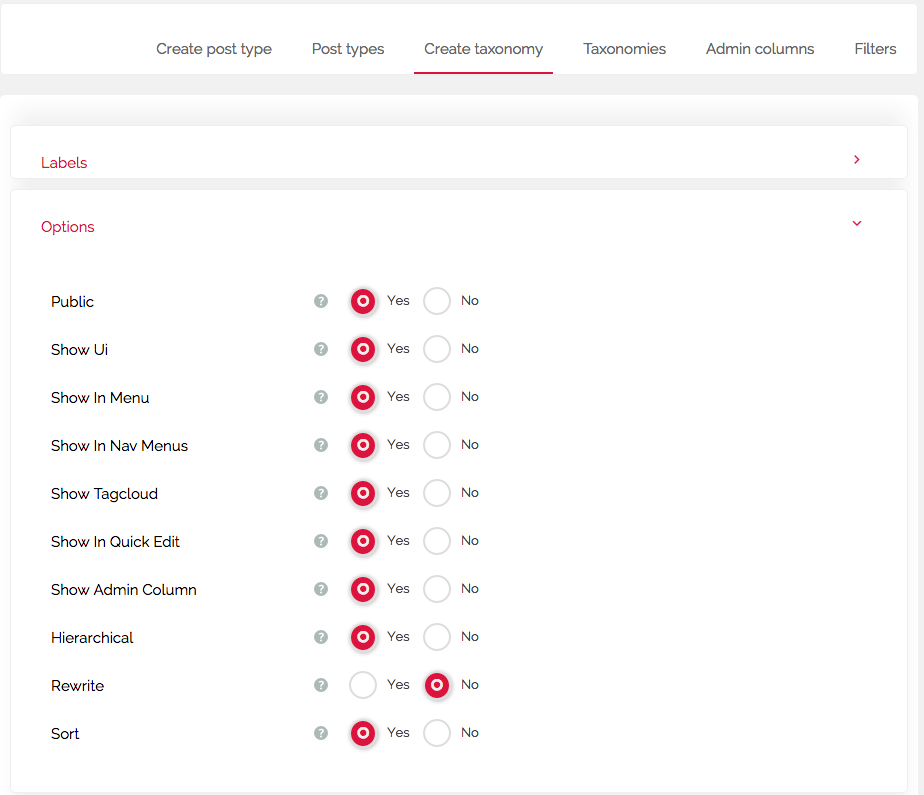 Create post type Post types Create taxonomy Taxonomies Admin columns Filters
Labels
Options
Public ? Yes No
Show Ui ? Yes No
Show In Menu ? Yes No
Show In Nav Menus ? Yes No
Show Tagcloud ? Yes No
Show In Quick Edit ? Yes No
Show Admin Column ? Yes No
Hierarchical ? Yes No
Rewrite ? Yes No
Sort ? Yes No